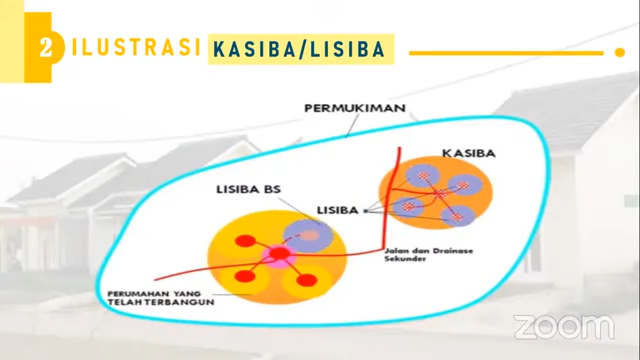 2 ILUSTRASI KASIBA/LISIBA
PERMUKIMAN
KASIBA
LISIBA BS
LISIBA
Jalan dan Drainase
Sekunder
PERUMAHAN YANG
TELAH TERBANGUN
zoom